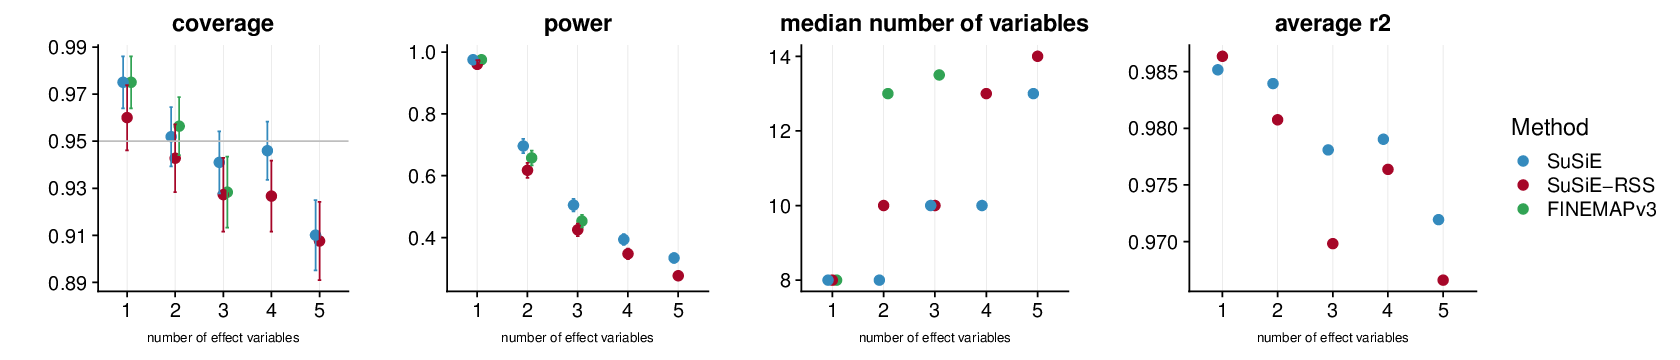 coverage
0.99
0.97
0.95
0.93
0.91
0.89
1 2 3 4 5
number of effect variables
power
1.0
0.8
0.6
0.4
1 2 3 4 5
number of effect variables
median number of variables
14
12
10
8
1 2 3 4 5
number of effect variables
average r2
0.985
0.980
0.975
0.970
1 2 3 4 5
number of effect variables
Method
SuSiE
SuSiE−RSS
FINEMAPv3